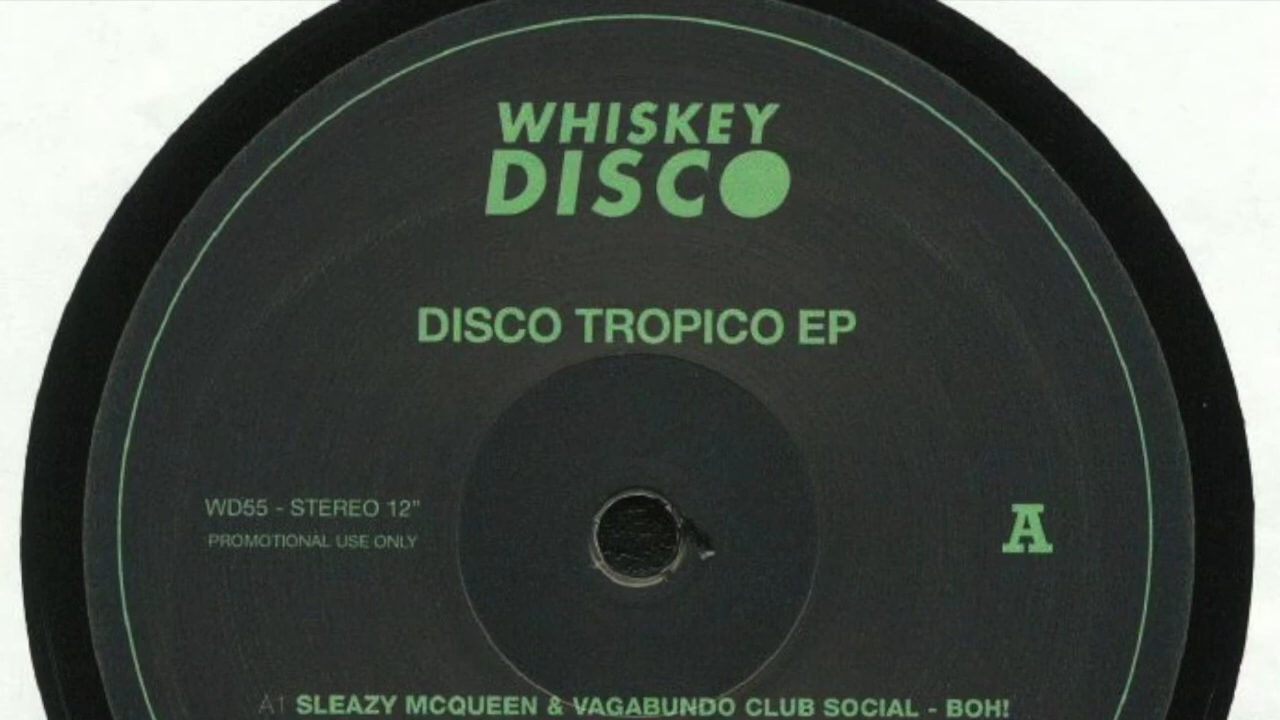 WHISKEY
DISCO
DISCO TROPICO EP
WD55 - STEREO 12"
PROMOTIONAL USE ONLY
A
A1 SLEAZY MCQUEEN & VAGABUNDO CLUB SOCIAL - BOH!